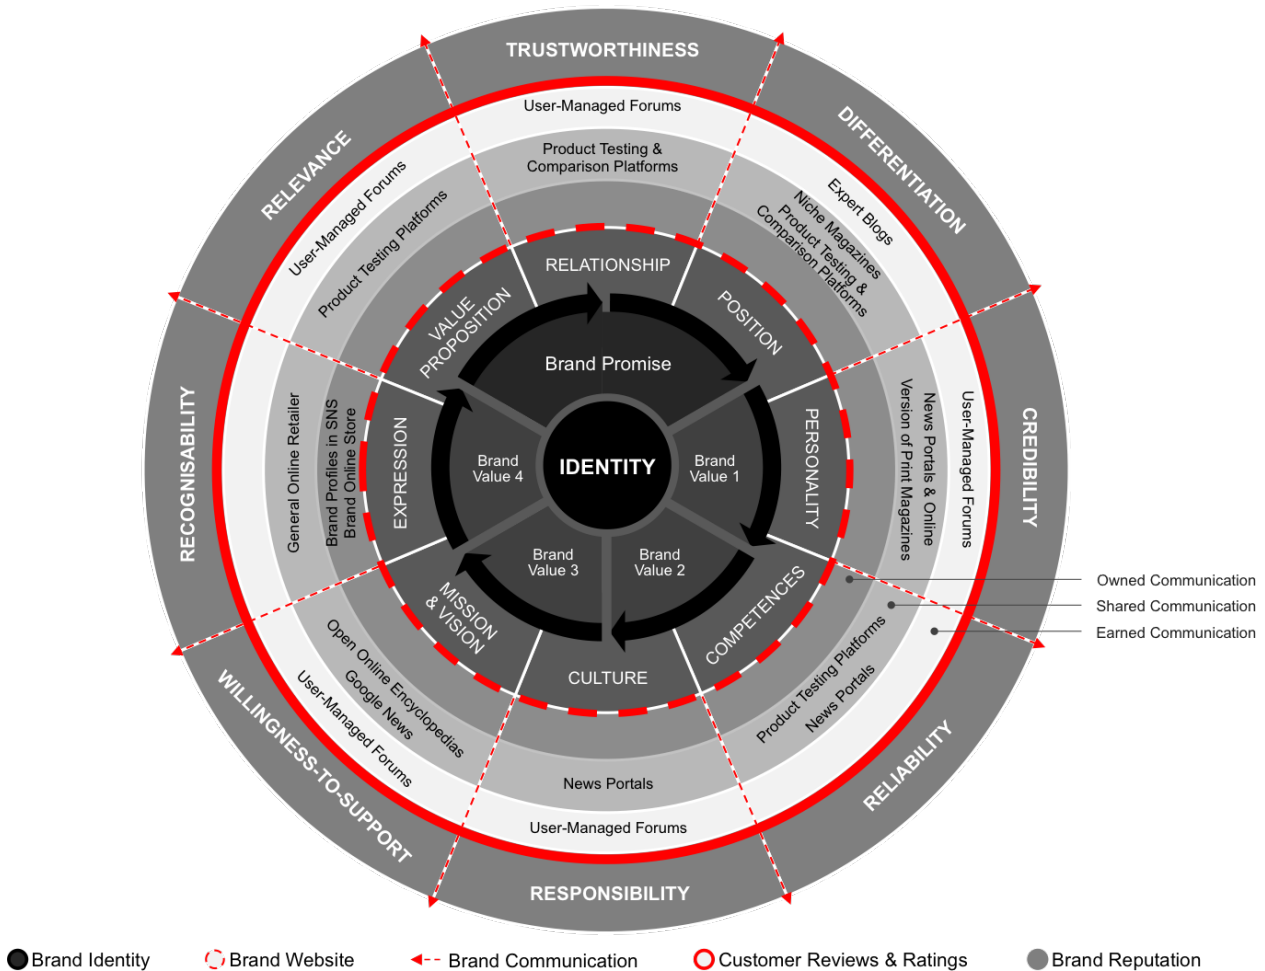 TRUSTWORTHINESS
DIFFERENTIATION
CREDIBILITY
RELIABILITY
RESPONSIBILITY
WILLINGNESS-TO-SUPPORT
RECOGNISABILITY
RELEVANCE
User-Managed Forums
Product Testing &
Comparison Platforms
Expert Blogs
Niche Magazines
Product Testing &
Comparison Platforms
User-Managed Forums
News Portals & Online
Version of Print Magazines
Product Testing Platforms
News Portals
News Portals
User-Managed Forums
Open Online Encyclopedias
Google News
User-Managed Forums
General Online Retailer
Brand Profiles in SNS
Brand Online Store
User-Managed Forums
Product Testing Platforms
RELATIONSHIP
POSITION
PERSONALITY
COMPETENCES
CULTURE
MISSION
& VISION
EXPRESSION
VALUE
PROPOSITION
Brand Promise
Brand
Value 1
Brand
Value 2
Brand
Value 3
Brand
Value 4
IDENTITY
Owned Communication
Shared Communication
Earned Communication
Brand Identity
Brand Website
Brand Communication
Customer Reviews & Ratings
Brand Reputation